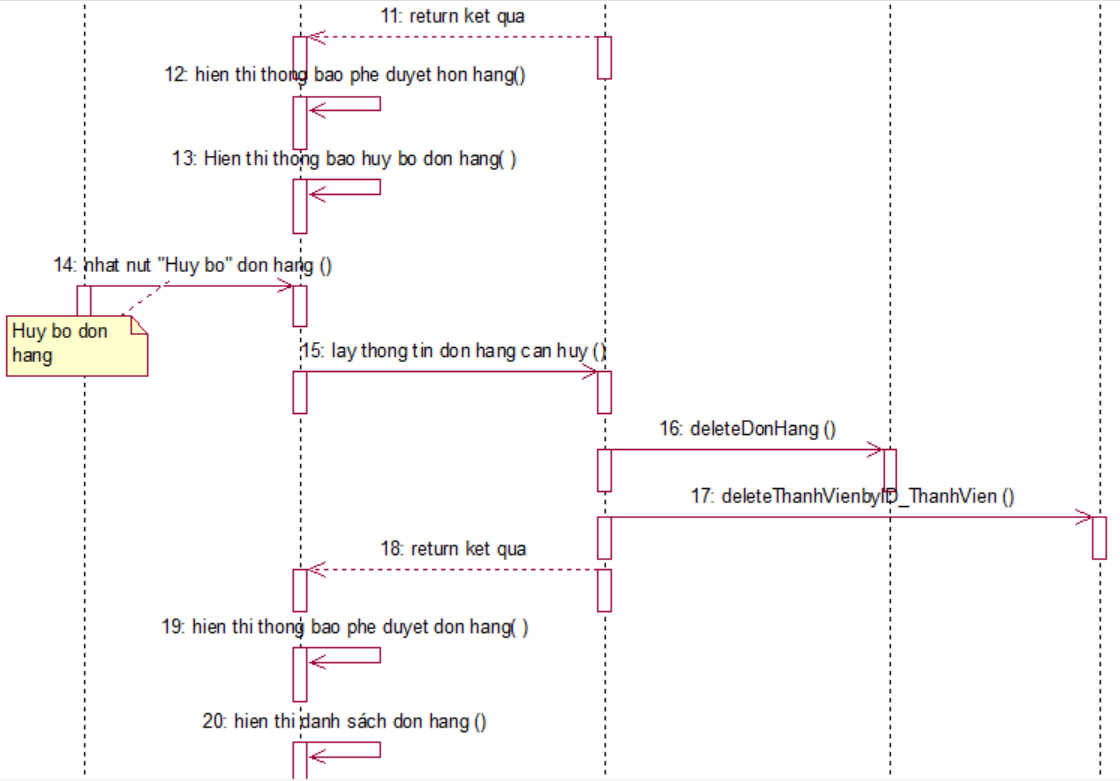 11: return ket qua
12: hien thi thong bao phe duyet hon hang()
13: Hien thi thong bao huy bo don hang( )
14: nhat nut "Huy bo" don hang ()
Huy bo don
hang
15: lay thong tin don hang can huy ()
16: deleteDonHang ()
17: deleteThanhVienbyID_ThanhVien ()
18: return ket qua
19: hien thi thong bao phe duyet don hang( )
20: hien thi danh sách don hang ()